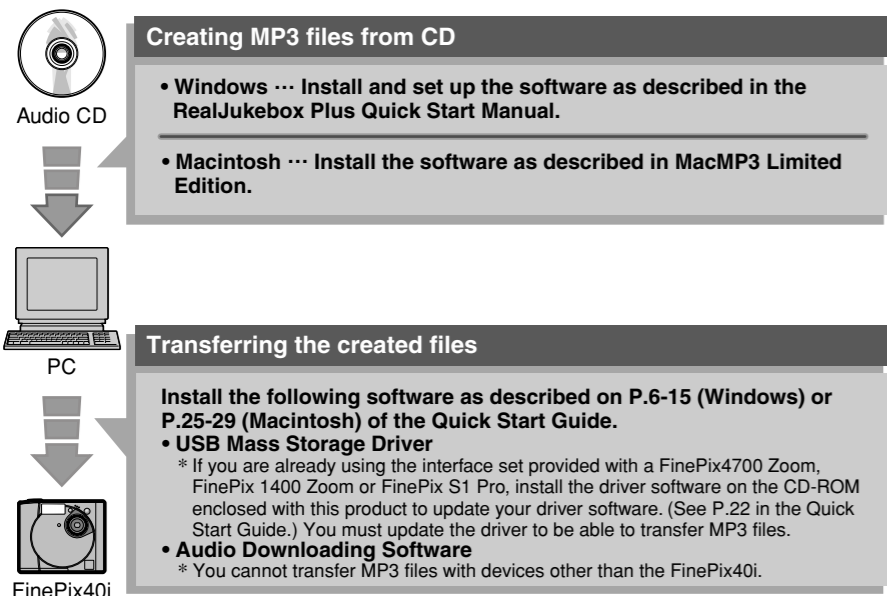 Audio CD
Creating MP3 files from CD
• Windows ··· Install and set up the software as described in the
RealJukebox Plus Quick Start Manual.
• Macintosh ··· Install the software as described in MacMP3 Limited
Edition.
PC
Transferring the created files
Install the following software as described on P.6-15 (Windows) or
P.25-29 (Macintosh) of the Quick Start Guide.
• USB Mass Storage Driver
* If you are already using the interface set provided with a FinePix4700 Zoom,
FinePix 1400 Zoom or FinePix S1 Pro, install the driver software on the CD-ROM
enclosed with this product to update your driver software. (See P.22 in the Quick
Start Guide.) You must update the driver to be able to transfer MP3 files.
• Audio Downloading Software
* You cannot transfer MP3 files with devices other than the FinePix40i.
FinePix40i